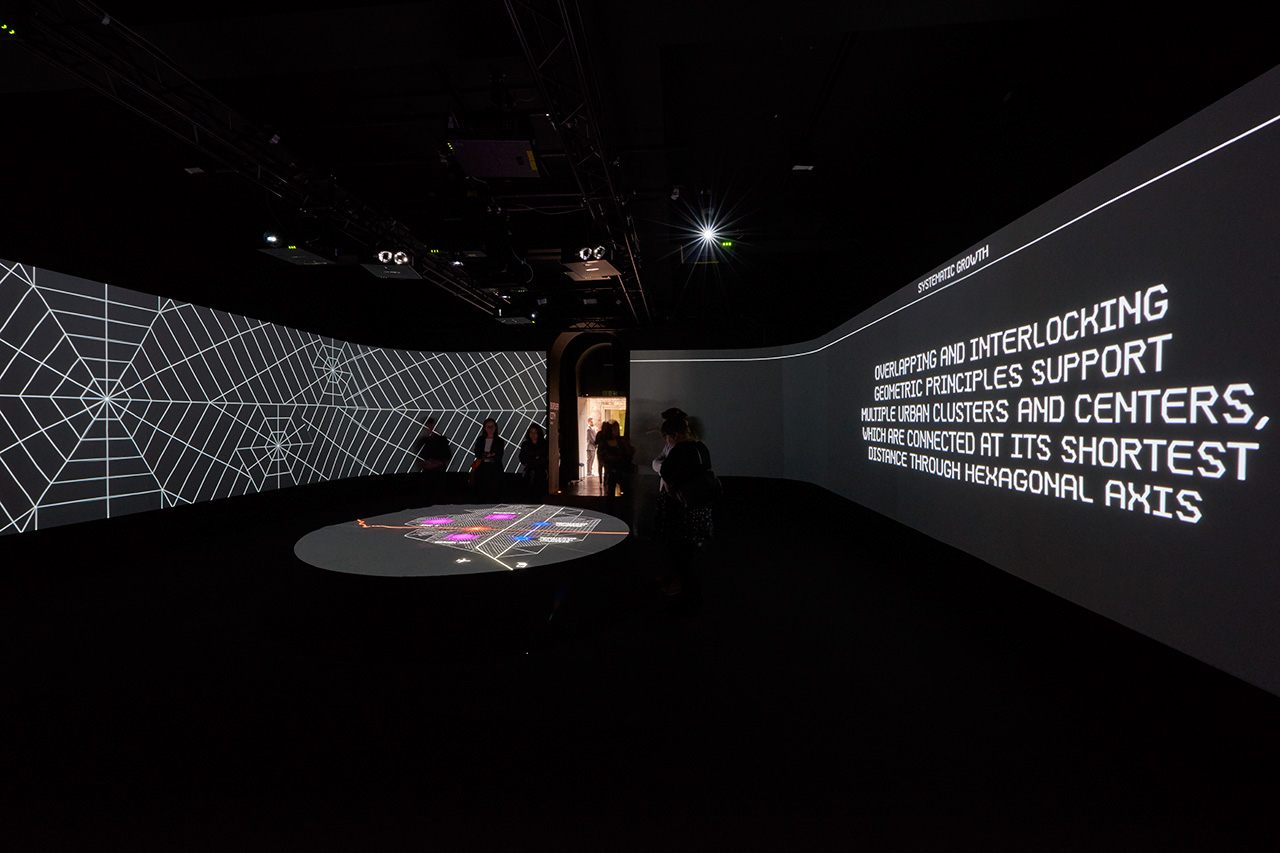 SYSTEMATIC GROWTH
OVERLAPPING AND INTERLOCKING
GEOMETRIC PRINCIPLES SUPPORT
MULTIPLE URBAN CLUSTERS AND CENTERS,
WHICH ARE CONNECTED AT ITS SHORTEST
DISTANCE THROUGH HEXAGONAL AXIS